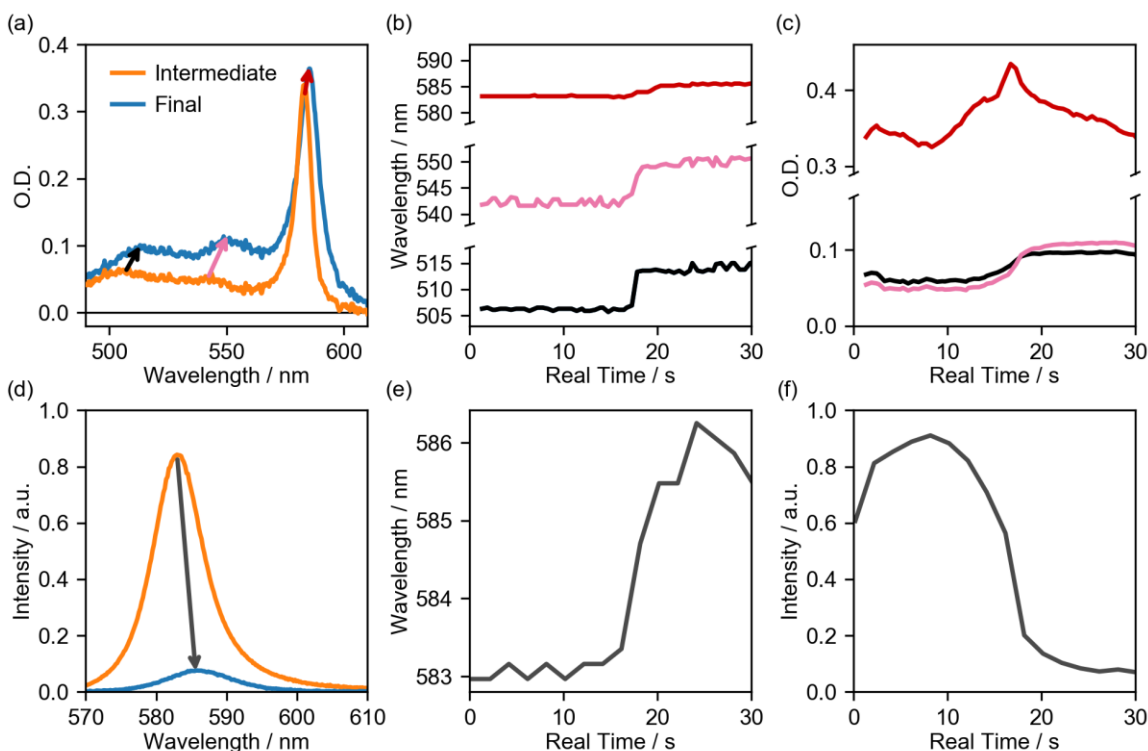 (a)
0.4
0.3
0.2
0.1
0.0
O.D.
Intermediate
Final
500
550
600
Wavelength / nm
(b)
590
585
580
550
545
540
515
510
505
Wavelength / nm
0
10
20
30
Real Time / s
(c)
0.4
0.3
0.1
0.0
O.D.
0
10
20
30
Real Time / s
(d)
1.0
0.8
0.6
0.4
0.2
0.0
Intensity / a.u.
570
580
590
600
610
Wavelength / nm
(e)
586
585
584
583
Wavelength / nm
0
10
20
30
Real Time / s
(f)
1.0
0.8
0.6
0.4
0.2
0.0
Intensity / a.u.
0
10
20
30
Real Time / s